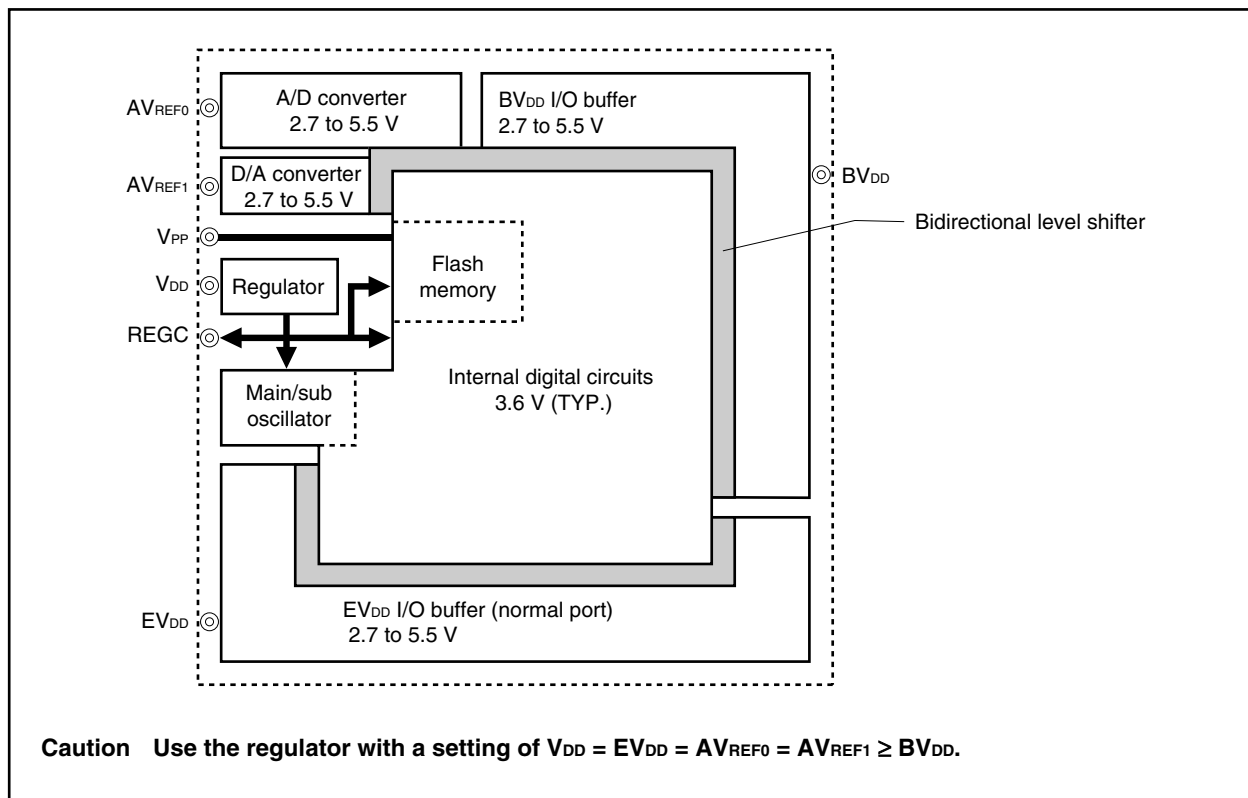 AVREF0
A/D converter
2.7 to 5.5 V
BVDD I/O buffer
2.7 to 5.5 V
AVREF1
D/A converter
2.7 to 5.5 V
BVDD
Bidirectional level shifter
VPP
Flash
memory
VDD
Regulator
REGC
Internal digital circuits
3.6 V (TYP.)
Main/sub
oscillator
EVDD
EVDD I/O buffer (normal port)
2.7 to 5.5 V
Caution Use the regulator with a setting of VDD = EVDD = AVREF0 = AVREF1 ≥ BVDD.